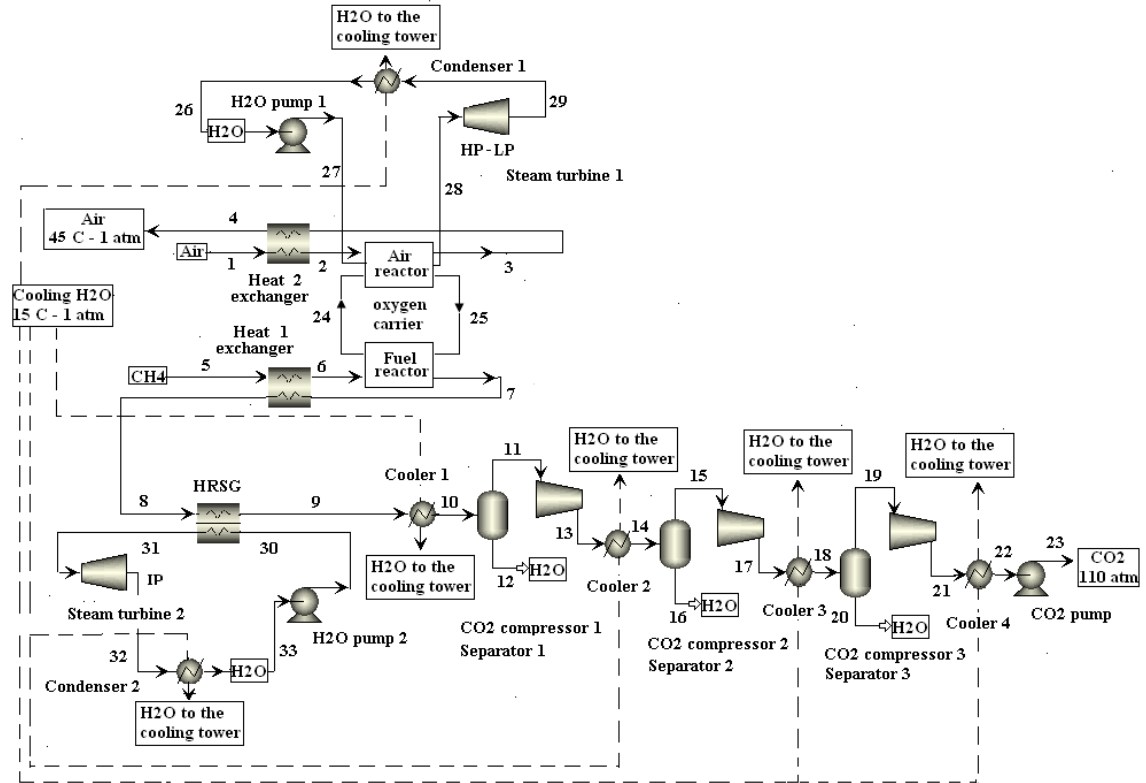 H2O to the
cooling tower
Condenser 1
26
H2O pump 1
29
H2O
HP-LP
27
28
Steam turbine 1
4
Air
45 C - 1 atm
Air
1
2
Air
reactor
3
Heat 2
exchanger
Cooling H2O
15 C - 1 atm
24
oxygen
carrier
25
Heat 1
exchanger
5
6
Fuel
reactor
CH4
7
H2O to the
cooling tower
H2O to the
cooling tower
H2O to the
cooling tower
11
15
19
HRSG
Cooler 1
8
9
10
13
14
17
18
22
23
CO2
110 atm
31
30
IP
Steam turbine 2
H2O to the
cooling tower
12
H2O
Cooler 2
16
H2O
Cooler 3
20
H2O
21
Cooler 4
CO2 pump
H2O pump 2
CO2 compressor 1
Separator 1
CO2 compressor 2
Separator 2
CO2 compressor 3
Separator 3
32
33
H2O
Condenser 2
H2O to the
cooling tower